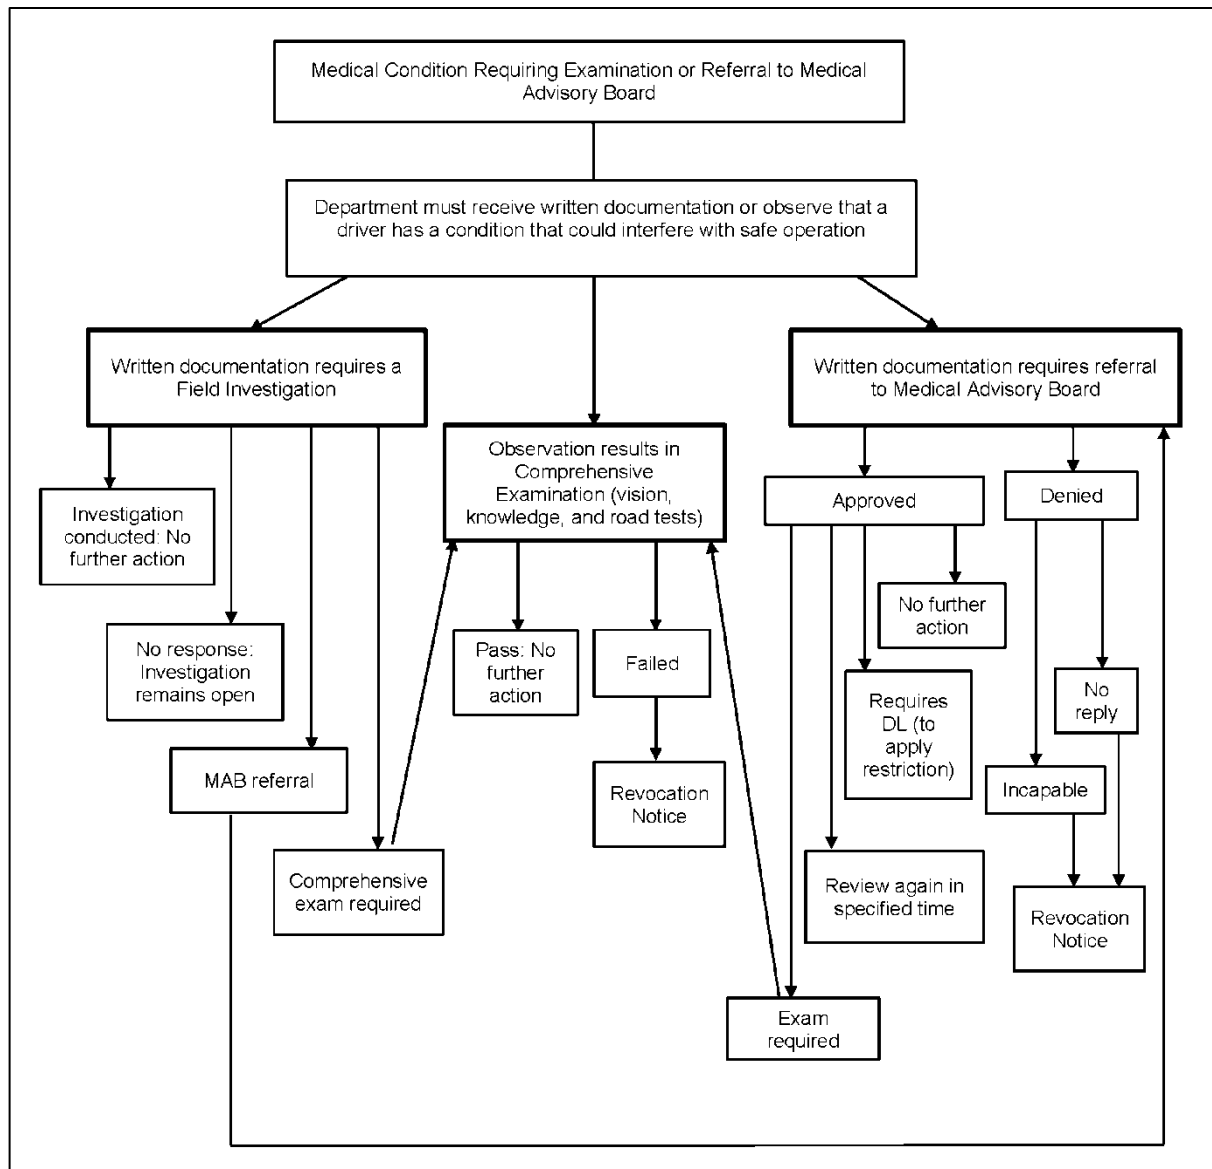 Medical Condition Requiring Examination or Referral to Medical
Advisory Board
Department must receive written documentation or observe that a
driver has a condition that could interfere with safe operation
Written documentation requires a
Field Investigation
Written documentation requires referral
to Medical Advisory Board
Observation results in
Comprehensive
Examination (vision,
knowledge, and road tests)
Investigation
conducted: No
further action
Approved
Denied
No response:
Investigation
remains open
Pass: No
further
action
Failed
No further
action
MAB referral
Revocation
Notice
Requires
DL (to
apply
restriction)
No
reply
Incapable
Comprehensive
exam required
Review again in
specified time
Revocation
Notice
Exam
required